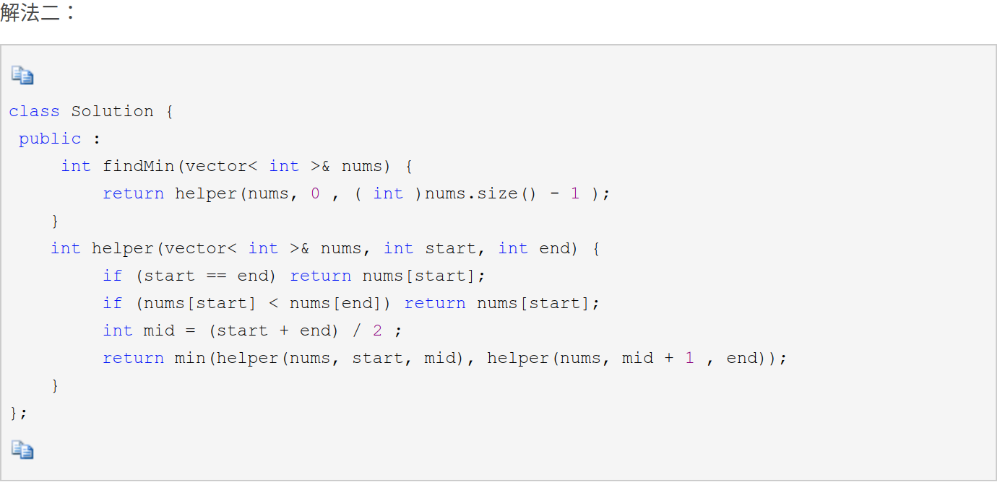 解法二：
class Solution {
 public :
     int findMin(vector< int >& nums) {
         return helper(nums, 0 , ( int )nums.size() - 1 );
    }
    int helper(vector< int >& nums, int start, int end) {
         if (start == end) return nums[start];
         if (nums[start] < nums[end]) return nums[start];
         int mid = (start + end) / 2 ;
         return min(helper(nums, start, mid), helper(nums, mid + 1 , end));
    }
};